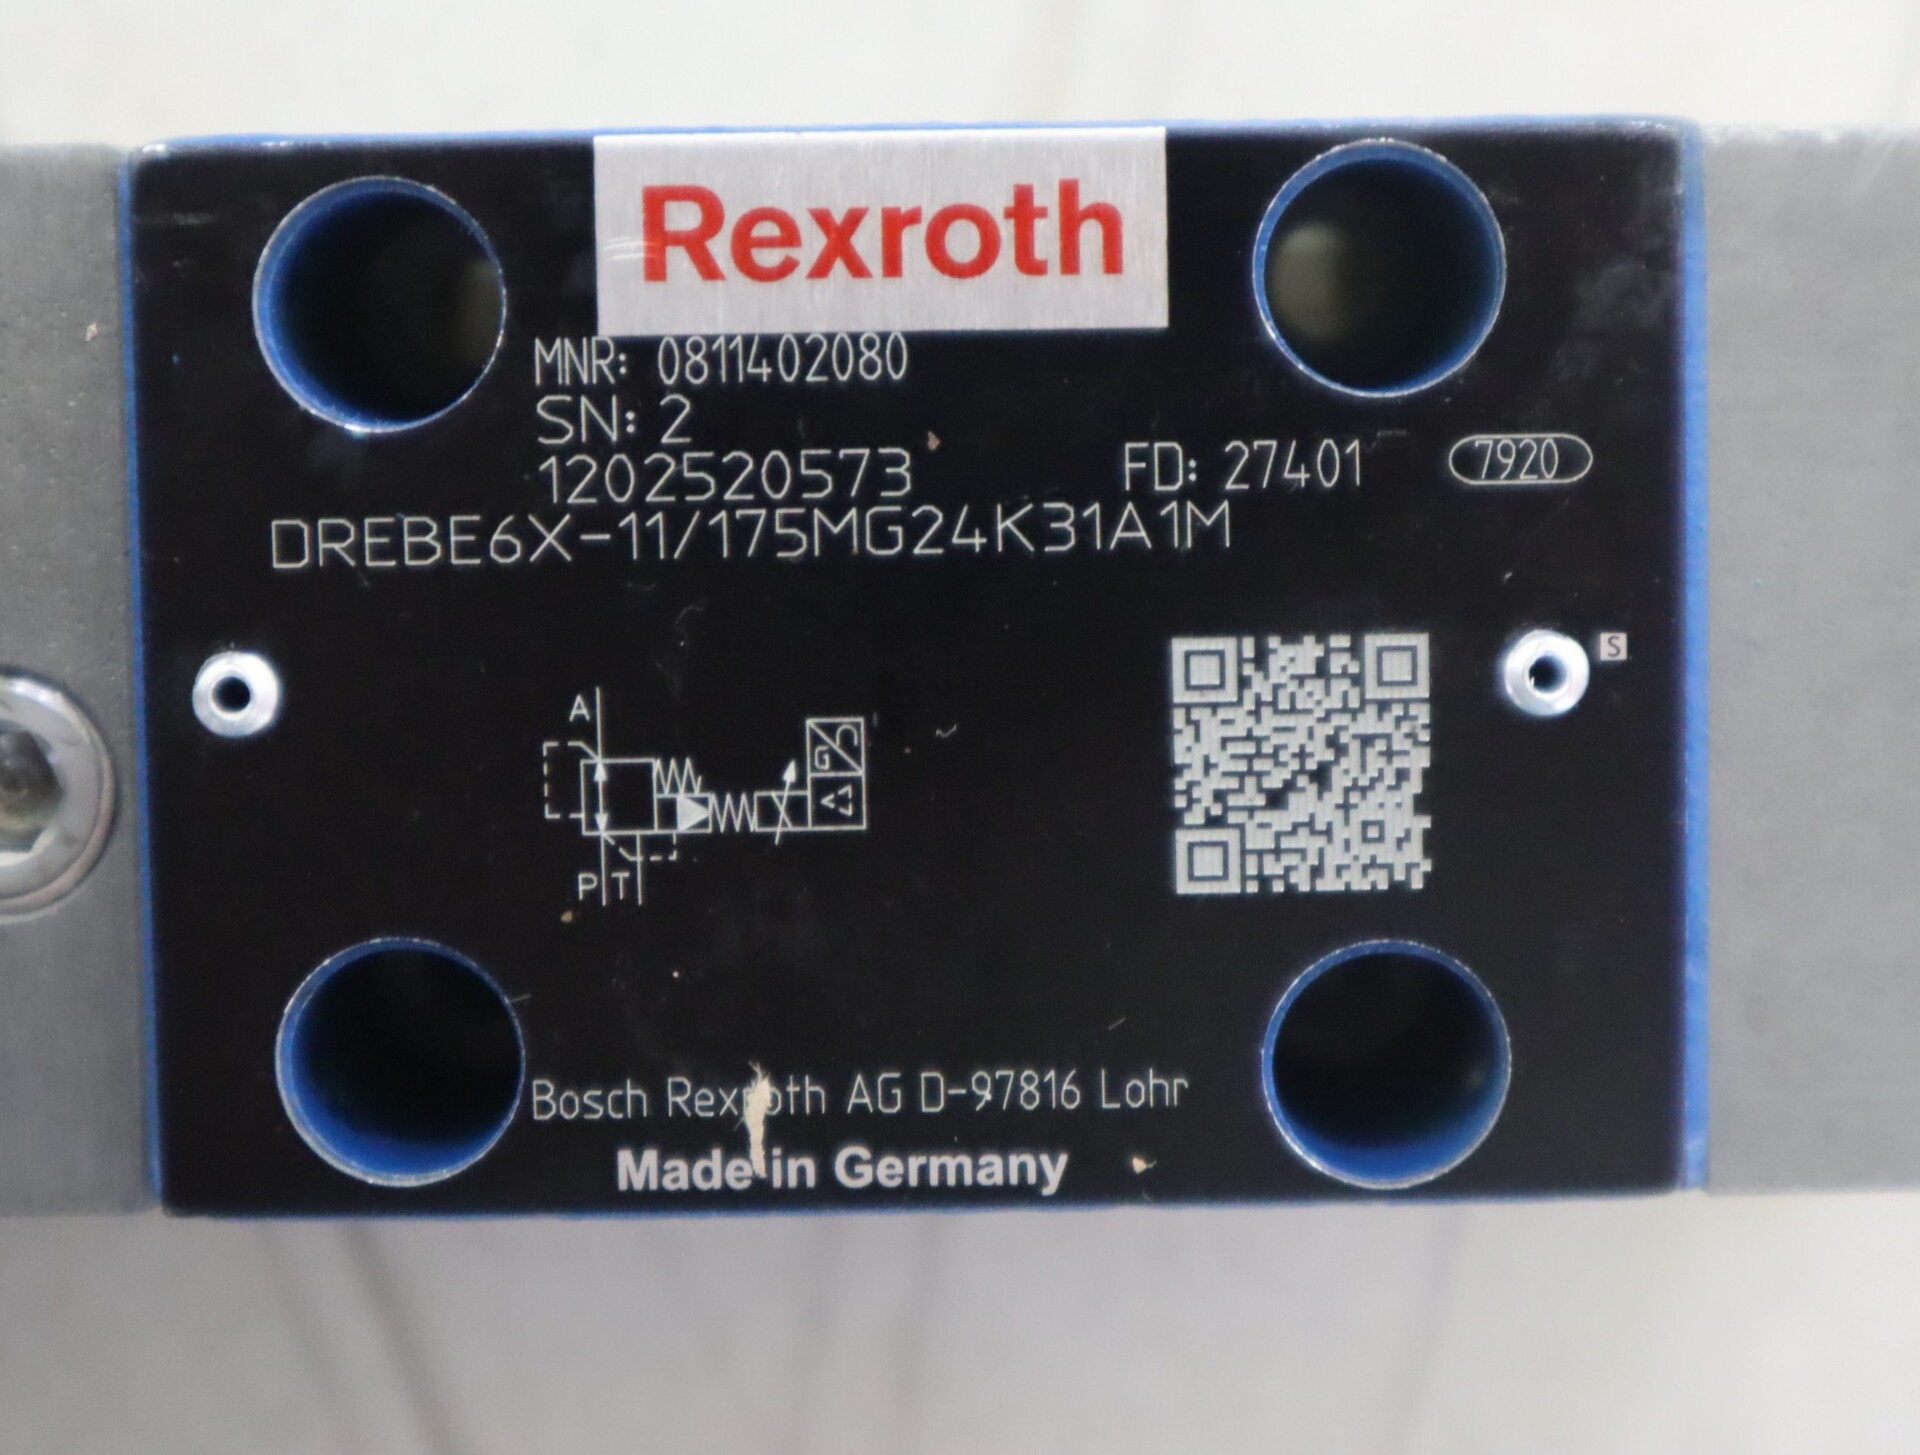 Rexroth
MNR: 0811402080
SN: 2
1202520573 FD: 27401 7920
DREBE6X-11/175MG24K31A1M
S
A
P T
Bosch Rexroth AG D-97816 Lohr
Made in Germany